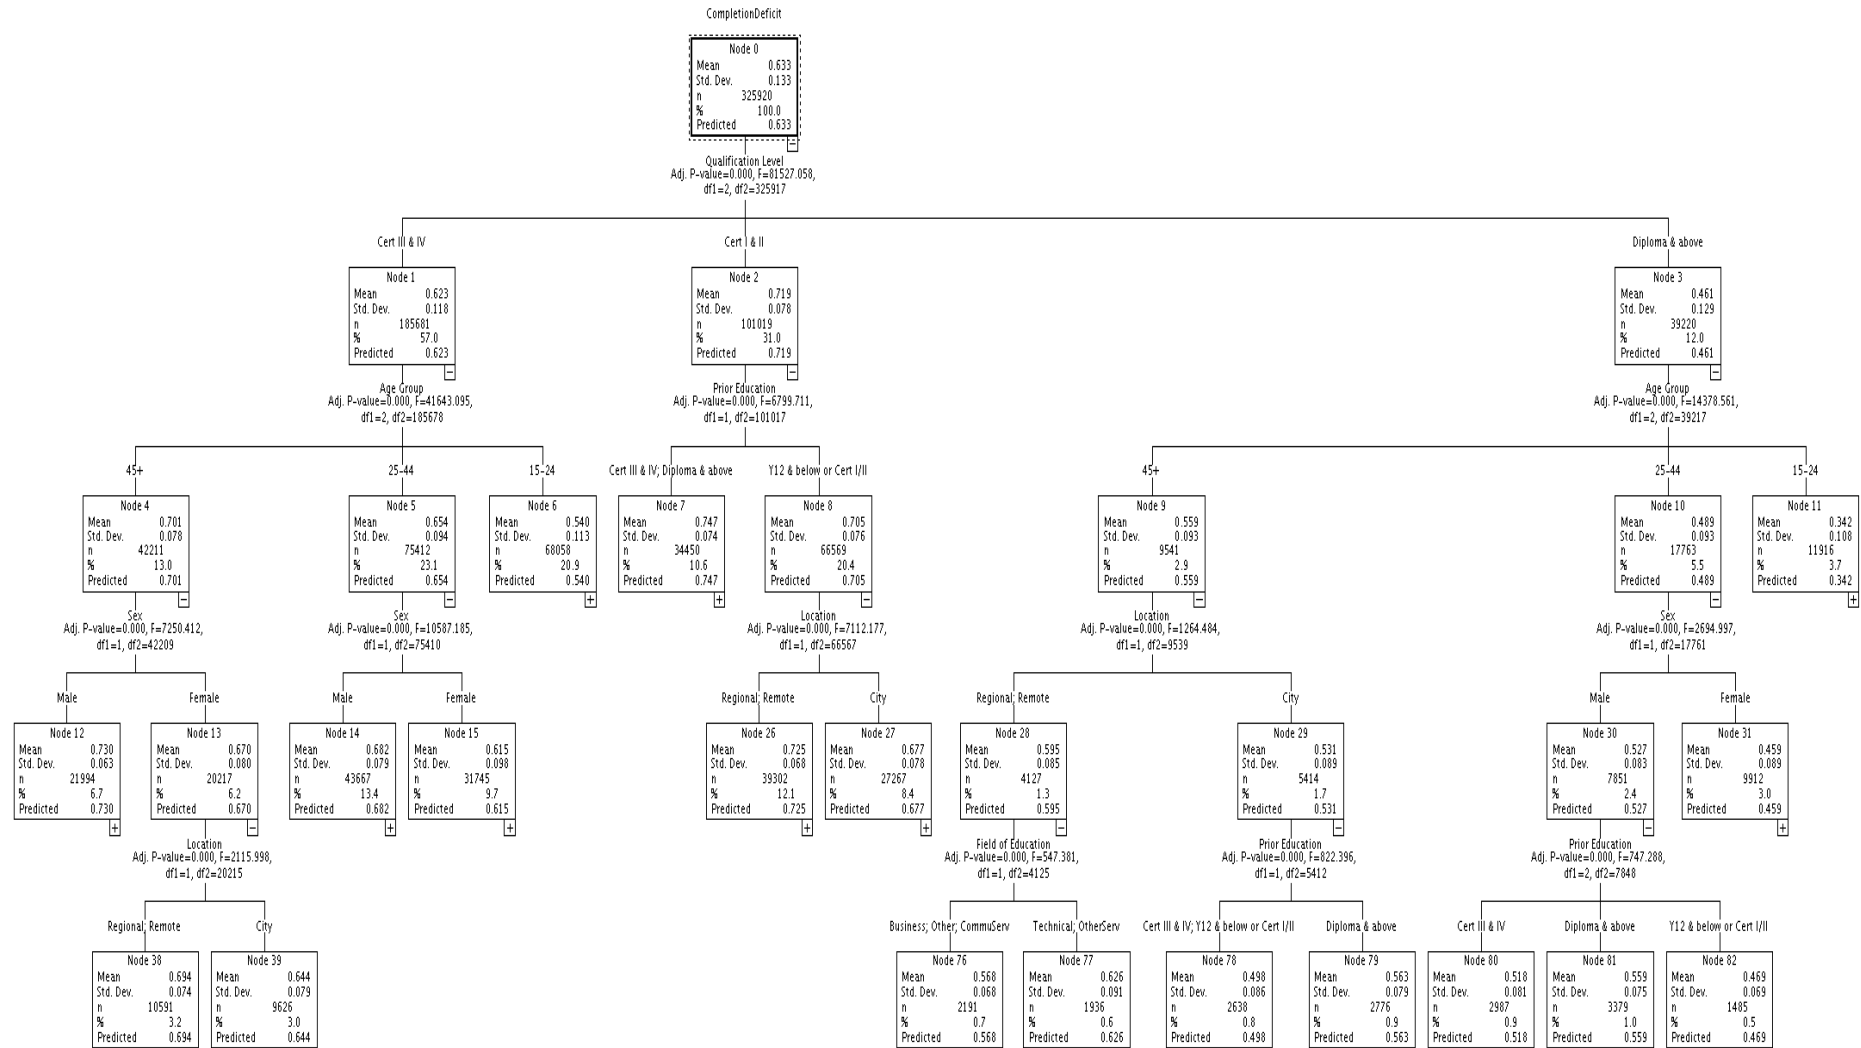 CompletionDeficit
Node 0
Mean 0.633
Std. Dev. 0.133
n 325920
% 100.0
Predicted 0.633
Qualification Level
Adj. P-value=0.000, F=81527.058,
df1=2, df2=325917
Cert III & IV
Node 1
Mean 0.623
Std. Dev. 0.118
n 185681
% 57.0
Predicted 0.623
Age Group
Adj. P-value=0.000, F=41643.095,
df1=2, df2=185678
Cert I & II
Node 2
Mean 0.719
Std. Dev. 0.078
n 101019
% 31.0
Predicted 0.719
Prior Education
Adj. P-value=0.000, F=6799.711,
df1=1, df2=101017
Diploma & above
Node 3
Mean 0.461
Std. Dev. 0.129
n 39220
% 12.0
Predicted 0.461
Age Group
Adj. P-value=0.000, F=14378.561,
df1=2, df2=39217
45+
Node 4
Mean 0.701
Std. Dev. 0.078
n 42211
% 13.0
Predicted 0.701
Sex
Adj. P-value=0.000, F=7250.412,
df1=1, df2=42209
25-44
Node 5
Mean 0.654
Std. Dev. 0.094
n 75412
% 23.1
Predicted 0.654
Sex
Adj. P-value=0.000, F=10587.185,
df1=1, df2=75410
15-24
Node 6
Mean 0.540
Std. Dev. 0.113
n 68058
% 20.9
Predicted 0.540
Cert III & IV; Diploma & above
Node 7
Mean 0.747
Std. Dev. 0.074
n 34450
% 10.6
Predicted 0.747
Y12 & below or Cert I/II
Node 8
Mean 0.705
Std. Dev. 0.076
n 66569
% 20.4
Predicted 0.705
Location
Adj. P-value=0.000, F=7112.177,
df1=1, df2=66567
45+
Node 9
Mean 0.559
Std. Dev. 0.093
n 9541
% 2.9
Predicted 0.559
Location
Adj. P-value=0.000, F=1264.484,
df1=1, df2=9539
25-44
Node 10
Mean 0.489
Std. Dev. 0.093
n 17763
% 5.5
Predicted 0.489
Sex
Adj. P-value=0.000, F=2694.997,
df1=1, df2=17761
15-24
Node 11
Mean 0.342
Std. Dev. 0.108
n 11916
% 3.7
Predicted 0.342
Male
Node 12
Mean 0.730
Std. Dev. 0.063
n 21994
% 6.7
Predicted 0.730
Female
Node 13
Mean 0.670
Std. Dev. 0.080
n 20217
% 6.2
Predicted 0.670
Location
Adj. P-value=0.000, F=2115.998,
df1=1, df2=20215
Male
Node 14
Mean 0.682
Std. Dev. 0.079
n 43667
% 13.4
Predicted 0.682
Female
Node 15
Mean 0.615
Std. Dev. 0.098
n 31745
% 9.7
Predicted 0.615
Regional; Remote
Node 26
Mean 0.725
Std. Dev. 0.068
n 39302
% 12.1
Predicted 0.725
City
Node 27
Mean 0.677
Std. Dev. 0.078
n 27267
% 8.4
Predicted 0.677
Regional; Remote
Node 28
Mean 0.595
Std. Dev. 0.085
n 4127
% 1.3
Predicted 0.595
Field of Education
Adj. P-value=0.000, F=547.381,
df1=1, df2=4125
City
Node 29
Mean 0.531
Std. Dev. 0.089
n 5414
% 1.7
Predicted 0.531
Prior Education
Adj. P-value=0.000, F=822.396,
df1=1, df2=5412
Male
Node 30
Mean 0.527
Std. Dev. 0.083
n 7851
% 2.4
Predicted 0.527
Prior Education
Adj. P-value=0.000, F=747.288,
df1=2, df2=7848
Female
Node 31
Mean 0.459
Std. Dev. 0.089
n 9912
% 3.0
Predicted 0.459
Regional; Remote
Node 38
Mean 0.694
Std. Dev. 0.074
n 10591
% 3.2
Predicted 0.694
City
Node 39
Mean 0.644
Std. Dev. 0.079
n 9626
% 3.0
Predicted 0.644
Business; Other; CommuServ
Node 76
Mean 0.568
Std. Dev. 0.068
n 2191
% 0.7
Predicted 0.568
Technical; OtherServ
Node 77
Mean 0.626
Std. Dev. 0.091
n 1936
% 0.6
Predicted 0.626
Cert III & IV; Y12 & below or Cert I/II
Node 78
Mean 0.498
Std. Dev. 0.086
n 2638
% 0.8
Predicted 0.498
Diploma & above
Node 79
Mean 0.563
Std. Dev. 0.079
n 2776
% 0.9
Predicted 0.563
Cert III & IV
Node 80
Mean 0.518
Std. Dev. 0.081
n 2987
% 0.9
Predicted 0.518
Diploma & above
Node 81
Mean 0.559
Std. Dev. 0.075
n 3379
% 1.0
Predicted 0.559
Y12 & below or Cert I/II
Node 82
Mean 0.469
Std. Dev. 0.069
n 1485
% 0.5
Predicted 0.469